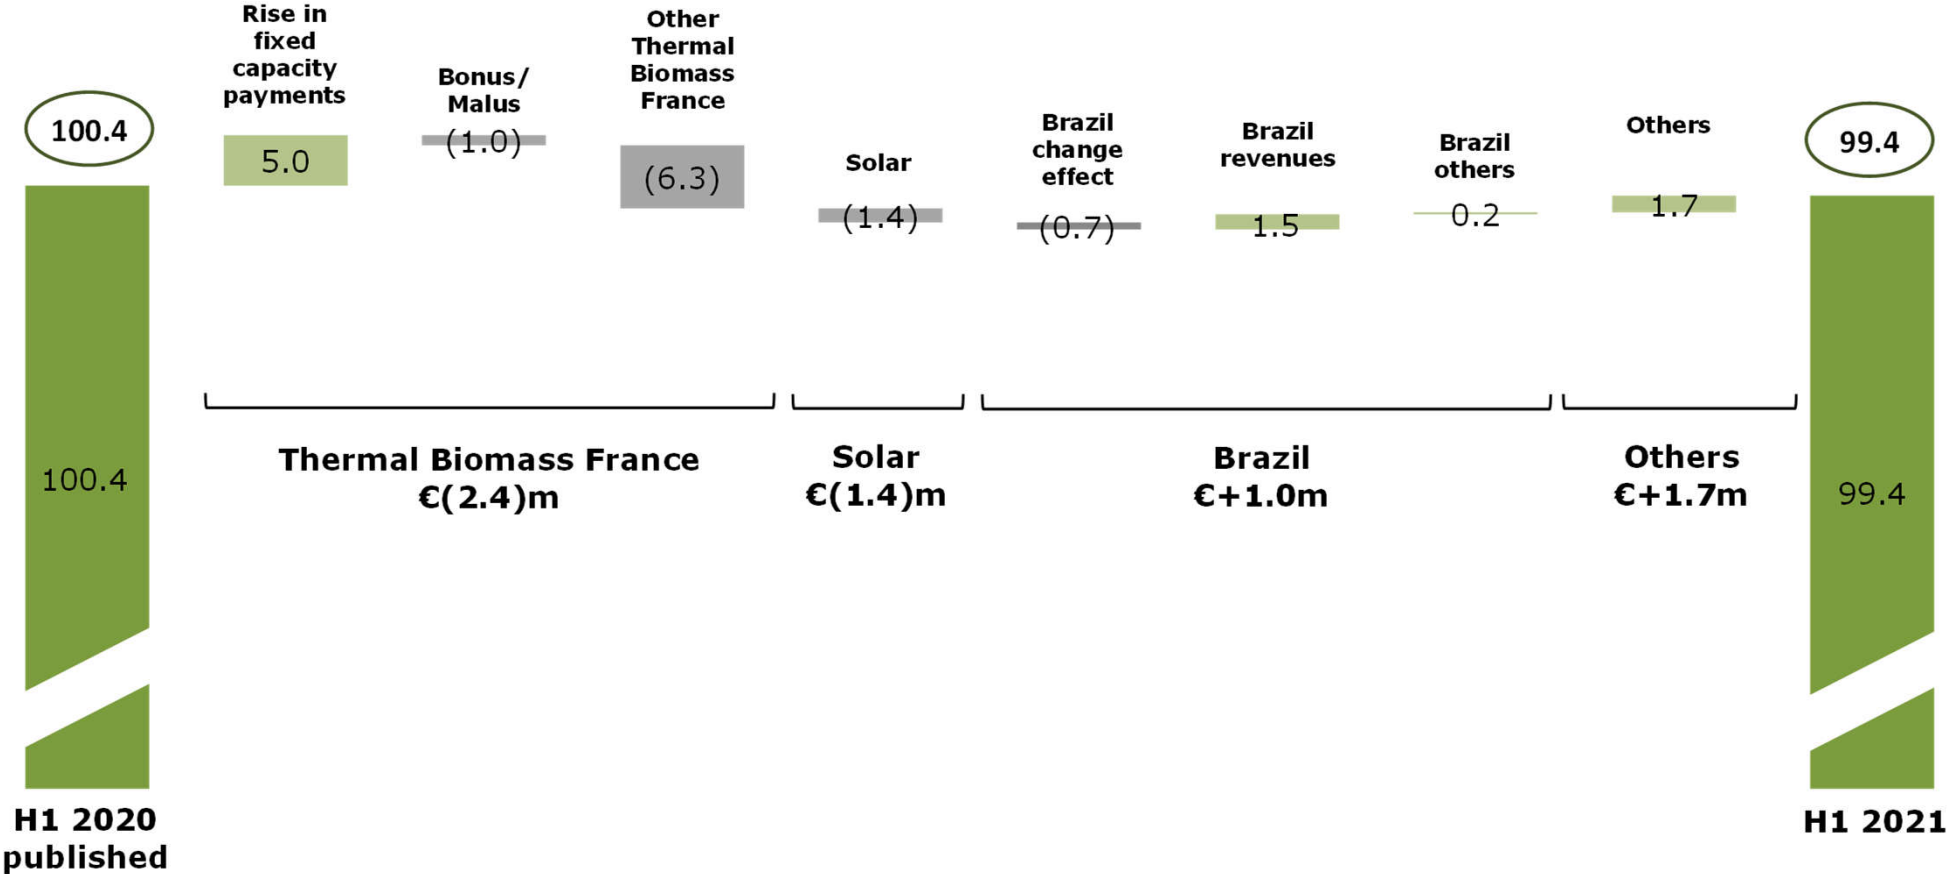 100.4
Rise in
fixed
capacity
payments
5.0
Bonus/
Malus
(1.0)
Other
Thermal
Biomass
France
(6.3)
Solar
(1.4)
Brazil
change
effect
(0.7)
Brazil
revenues
1.5
Brazil
others
0.2
Others
1.7
99.4
100.4
Thermal Biomass France
€(2.4)m
Solar
€(1.4)m
Brazil
€+1.0m
Others
€+1.7m
99.4
H1 2020
published
H1 2021